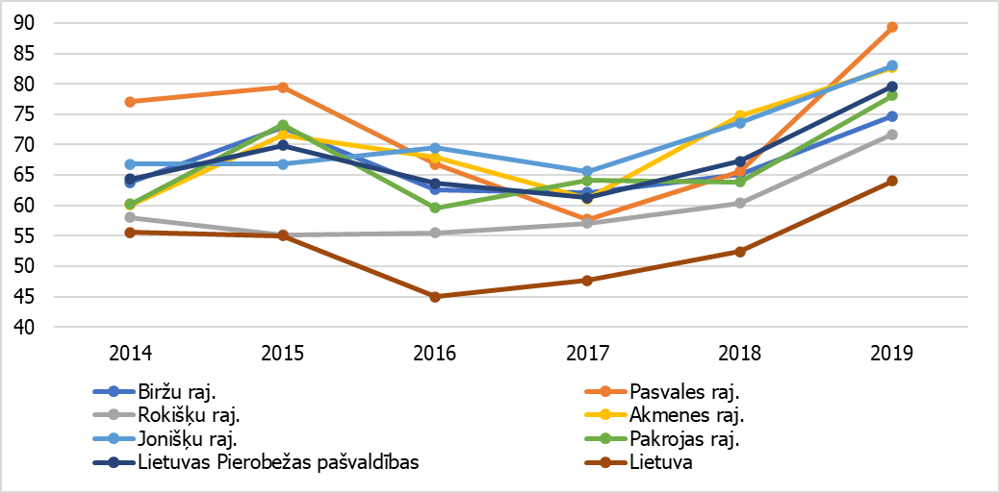 90
85
80
75
70
65
60
55
50
45
40
2014 2015 2016 2017 2018 2019
Biržu raj. Pasvales raj.
Rokišķu raj. Akmenes raj.
Jonišķu raj. Pakrojas raj.
Lietuvas Pierobežas pašvaldības Lietuva